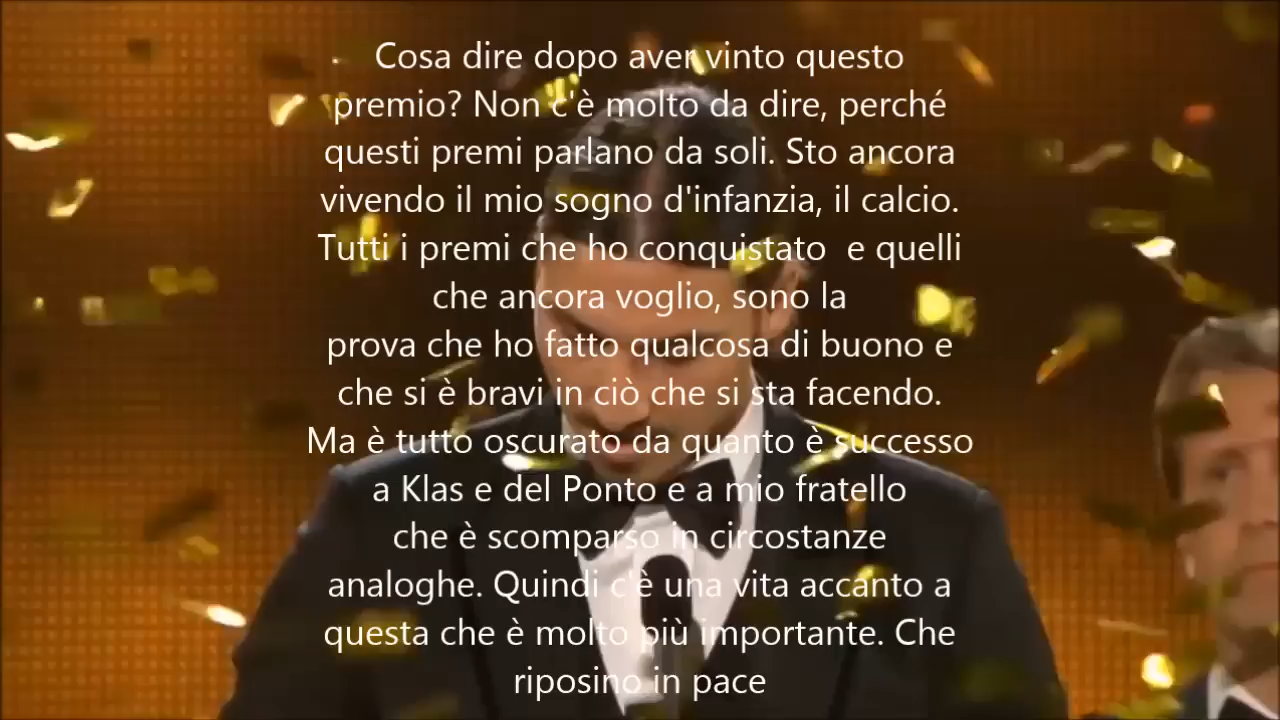 Cosa dire dopo aver vinto questo
premio? Non c'è molto da dire, perché
questi premi parlano da soli. Sto ancora
vivendo il mio sogno d'infanzia, il calcio.
Tutti i premi che ho conquistato  e quelli
che ancora voglio, sono la
prova che ho fatto qualcosa di buono e
che si è bravi in ciò che si sta facendo.
Ma è tutto oscurato da quanto è successo
a Klas e del Ponto e a mio fratello
che è scomparso in circostanze
analoghe. Quindi c'è una vita accanto a
questa che è molto più importante. Che
riposino in pace